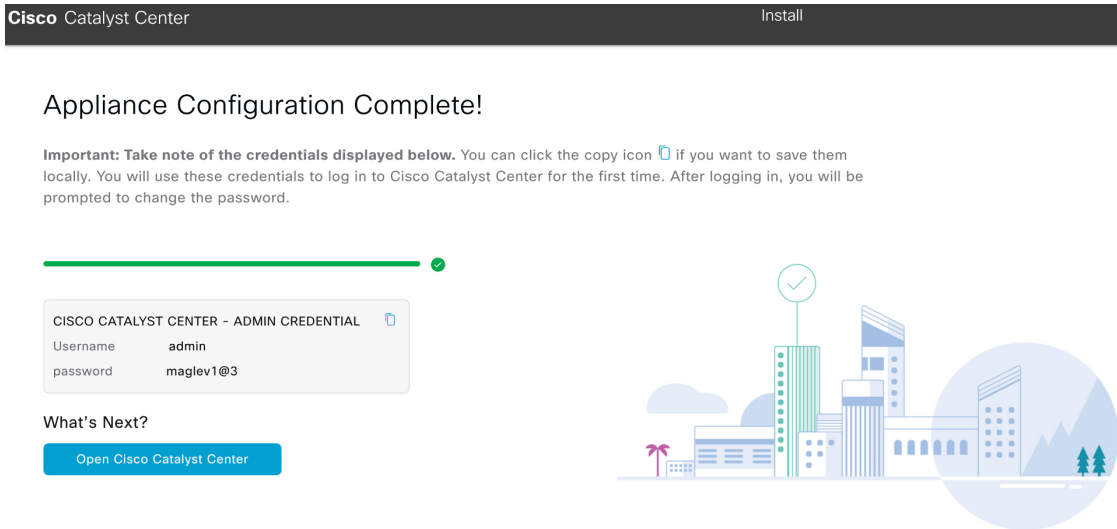 Cisco Catalyst Center Install
Appliance Configuration Complete!
Important: Take note of the credentials displayed below. You can click the copy icon if you want to save them
locally. You will use these credentials to log in to Cisco Catalyst Center for the first time. After logging in, you will be
prompted to change the password.
CISCO CATALYST CENTER - ADMIN CREDENTIAL
Username admin
password maglev1@3
What's Next?
Open Cisco Catalyst Center